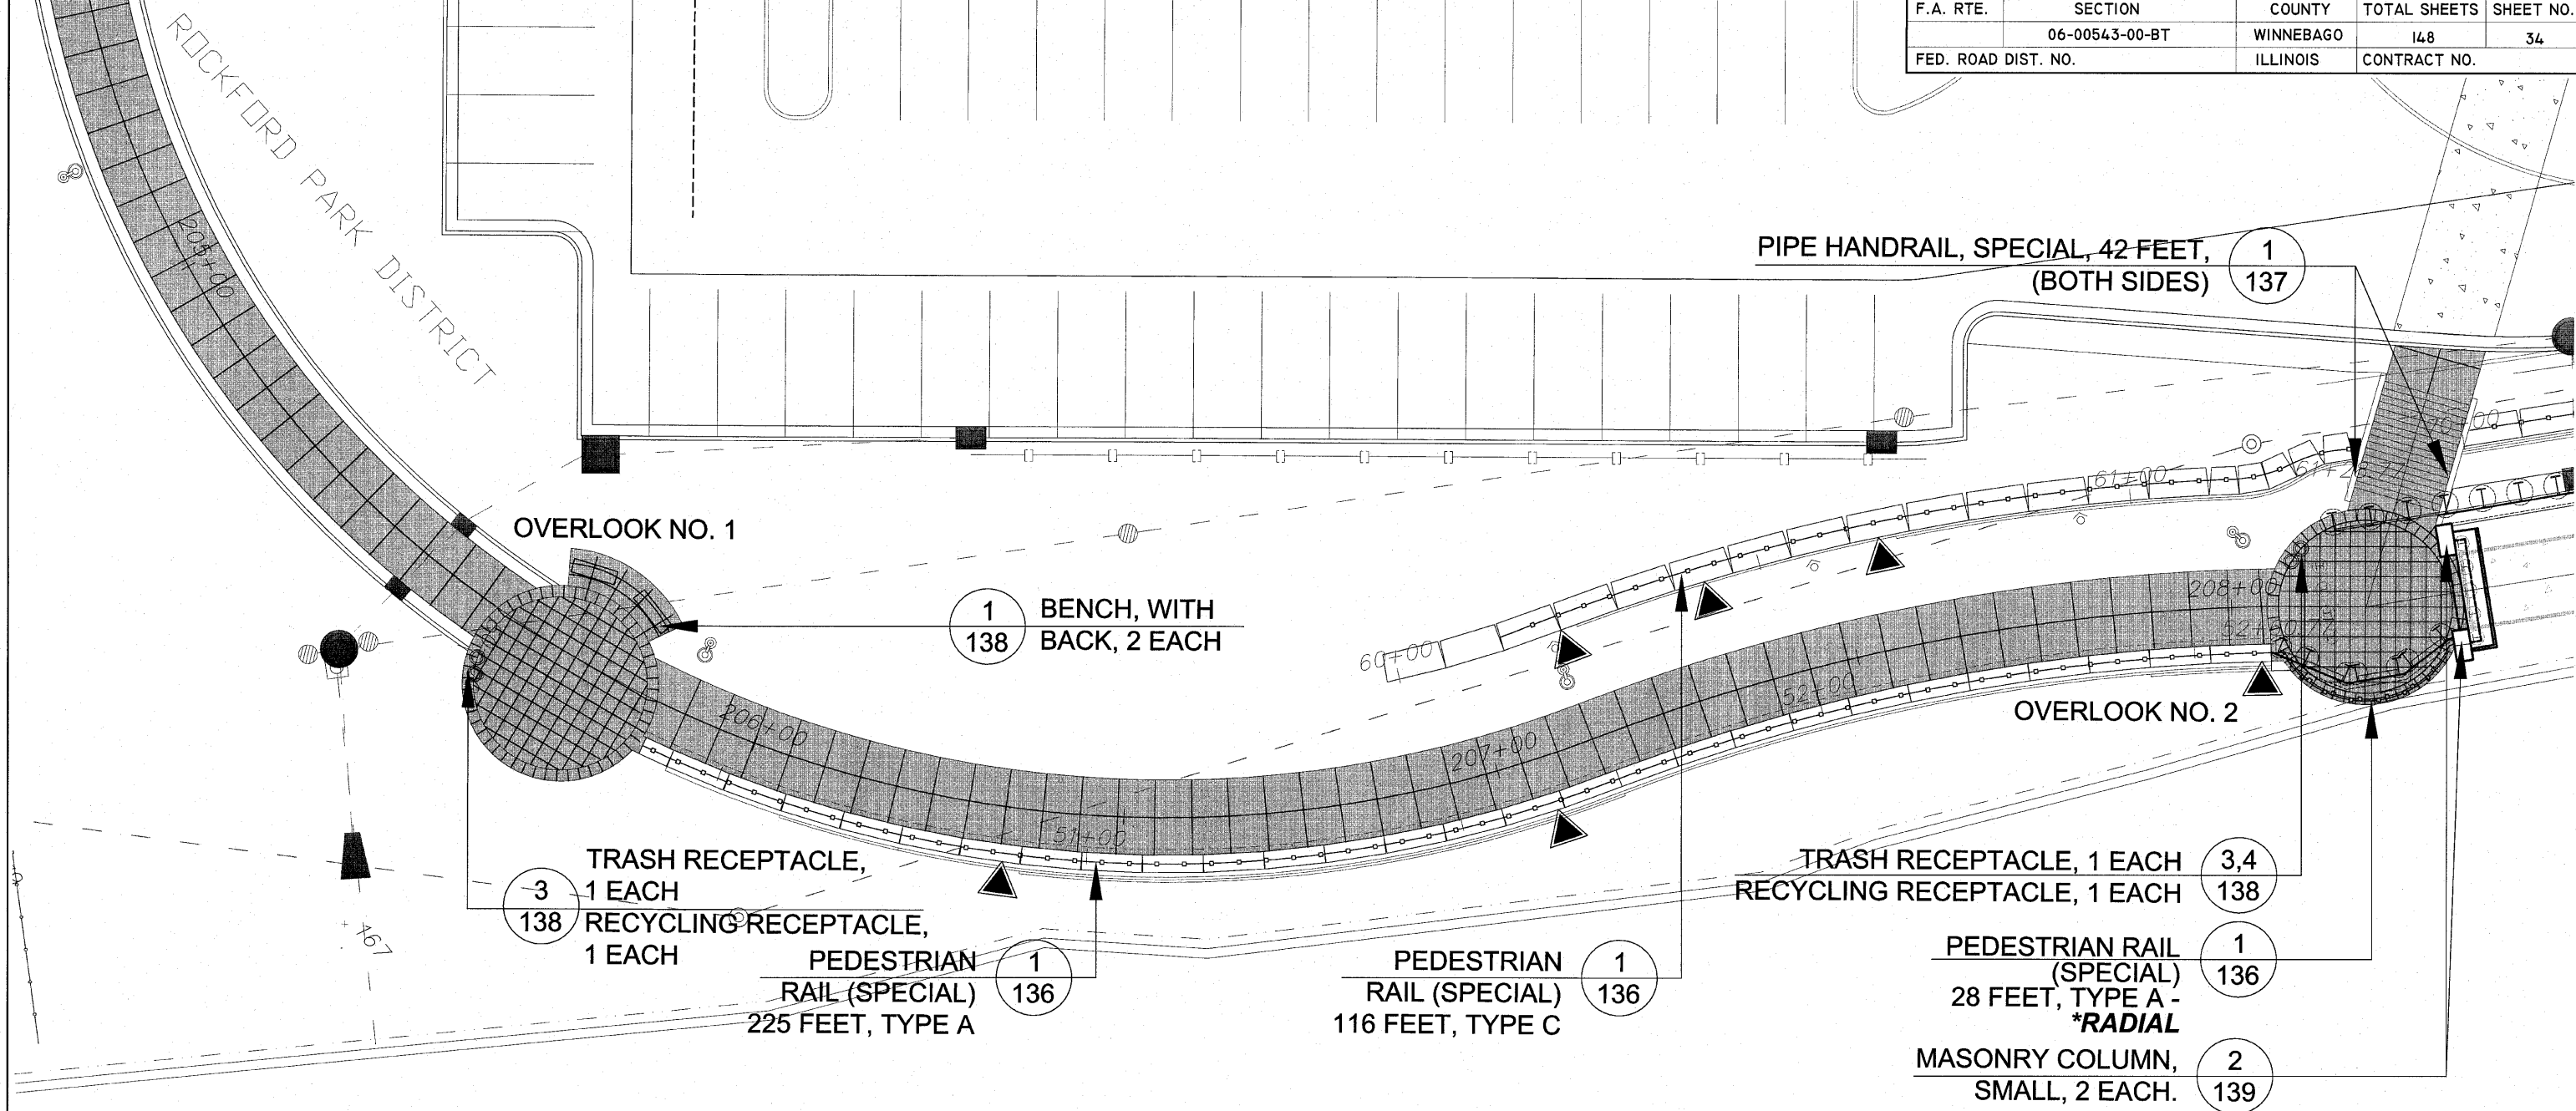 F.A. RTE. SECTION COUNTY TOTAL SHEETS SHEET NO.
06-00543-00-BT WINNEBAGO 148 34
FED. ROAD DIST. NO. ILLINOIS CONTRACT NO.
ROCKFORD PARK DISTRICT
205+00
PIPE HANDRAIL, SPECIAL, 42 FEET,
(BOTH SIDES)
1
137
OVERLOOK NO. 1
1
138
BENCH, WITH
BACK, 2 EACH
60+00
61+00
206+00
51+00
207+00
52+00
208+00
OVERLOOK NO. 2
3
138
TRASH RECEPTACLE,
1 EACH
RECYCLING RECEPTACLE,
1 EACH
PEDESTRIAN
RAIL (SPECIAL)
225 FEET, TYPE A
1
136
PEDESTRIAN
RAIL (SPECIAL)
116 FEET, TYPE C
1
136
TRASH RECEPTACLE, 1 EACH
RECYCLING RECEPTACLE, 1 EACH
3,4
138
PEDESTRIAN RAIL
(SPECIAL)
28 FEET, TYPE A -
*RADIAL
1
136
MASONRY COLUMN,
SMALL, 2 EACH.
2
139